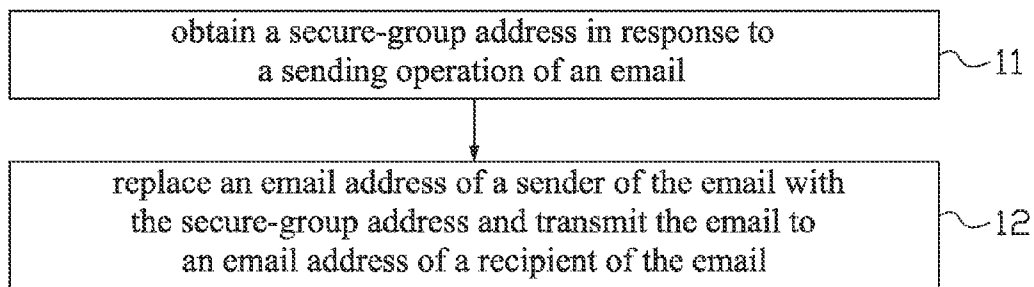 obtain a secure-group address in response to
a sending operation of an email
11
replace an email address of a sender of the email with
the secure-group address and transmit the email to
an email address of a recipient of the email
12